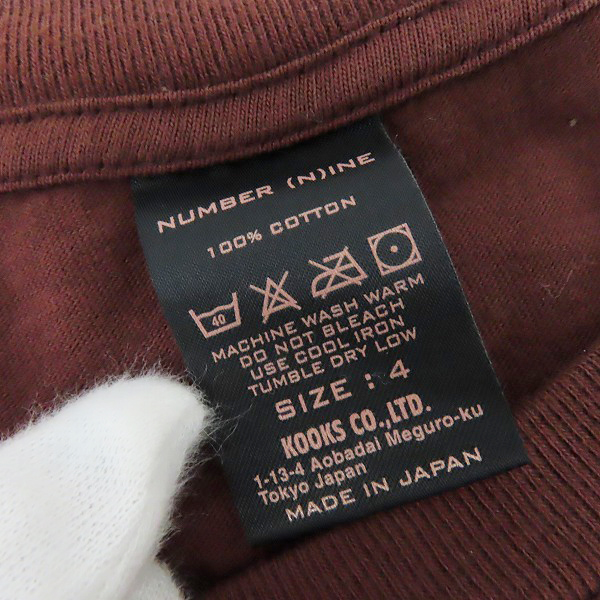 NUMBER (N)INE
100% COTTON
40
MACHINE WASH WARM
DO NOT BLEACH
USE COOL IRON
TUMBLE DRY LOW
SIZE : 4
KOOKS CO.,LTD.
1-13-4 Aobadai Meguro-ku
Tokyo Japan
MADE IN JAPAN